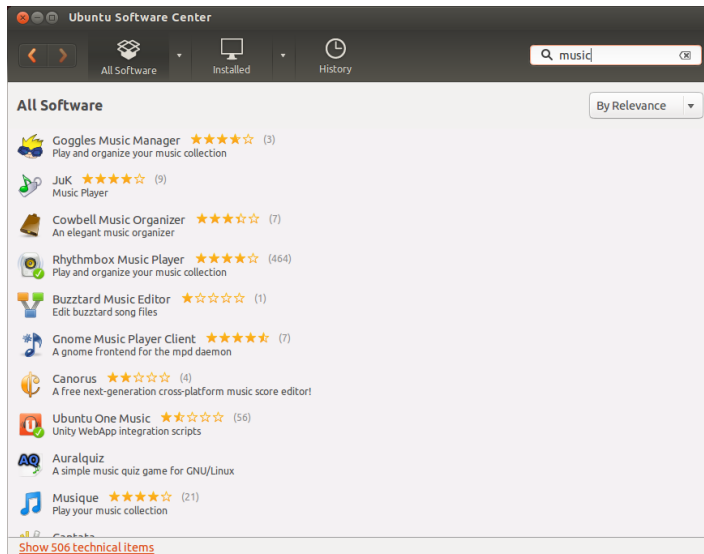 Ubuntu Software Center
All Software
Installed
History
music
All Software
By Relevance
Goggles Music Manager (3)
Play and organize your music collection
JuK (9)
Music Player
Cowbell Music Organizer (7)
An elegant music organizer
Rhythmbox Music Player (464)
Play and organize your music collection
Buzztard Music Editor (1)
Edit buzztard song files
Gnome Music Player Client (7)
A gnome frontend for the mpd daemon
Canorus (4)
A free next-generation cross-platform music score editor!
Ubuntu One Music (56)
Unity WebApp integration scripts
AQ
Auralquiz
A simple music quiz game for GNU/Linux
Musique (21)
Play your music collection
Cantata
Show 506 technical items